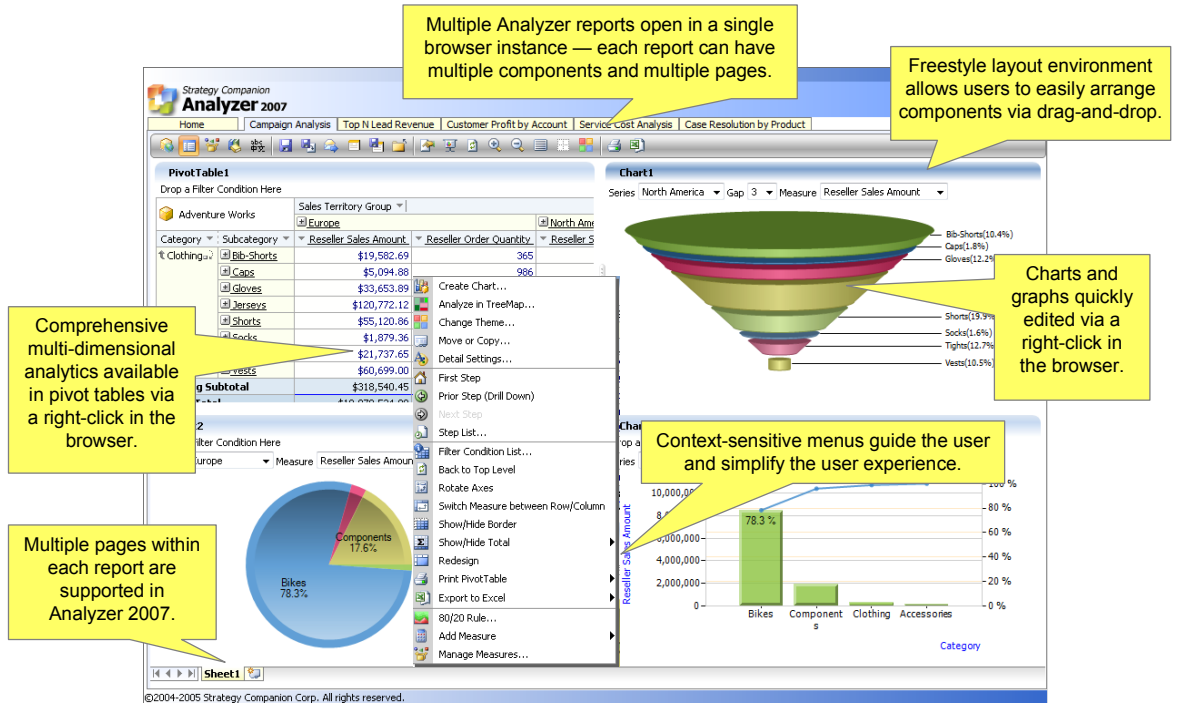 Multiple Analyzer reports open in a single
browser instance — each report can have
multiple components and multiple pages.
Freestyle layout environment
allows users to easily arrange
components via drag-and-drop.
Strategy Companion
Analyzer 2007
Home
Campaign Analysis
Top N Lead Revenue
Customer Profit by Account
Service Cost Analysis
Case Resolution by Product
PivotTable1
Drop a Filter Condition Here
Adventure Works
Sales Territory Group
Europe
North Ame
Category
Subcategory
Reseller Sales Amount
Reseller Order Quantity
Reseller S
Clothing
Bib-Shorts
$19,582.69
365
Caps
$5,094.88
986
Gloves
$33,653.89
Jerseys
$120,772.12
Shorts
$55,120.86
Socks
$1,879.36
$21,737.65
Vests
$60,699.00
g Subtotal
$318,540.45
Chart1
Series North America Gap 3 Measure Reseller Sales Amount
Bib-Shorts(10.4%)
Caps(1.8%)
Gloves(12.2%
Shorts(19.9%
Socks(1.6%)
Tights(12.7%
Vests(10.5%)
Charts and
graphs quickly
edited via a
right-click in
the browser.
Comprehensive
multi-dimensional
analytics available
in pivot tables via
a right-click in the
browser.
Create Chart...
Analyze in TreeMap...
Change Theme...
Move or Copy...
Detail Settings...
First Step
Prior Step (Drill Down)
Next Step
Step List...
Filter Condition List...
Back to Top Level
Rotate Axes
Switch Measure between Row/Column
Show/Hide Border
Show/Hide Total
Redesign
Print PivotTable
Export to Excel
80/20 Rule...
Add Measure
Manage Measures...
Context-sensitive menus guide the user
and simplify the user experience.
t2
Filter Condition Here
urope
Measure Reseller Sales Amoun
Components
17.6%
Bikes
78.3%
Multiple pages within
each report are
supported in
Analyzer 2007.
Char
rop a
ries
Reseller Sales Amount
10,000,00
6,000,000
4,000,000
2,000,000
0
78.3 %
100 %
80 %
60 %
40 %
20 %
0 %
Bikes
Component
s
Clothing
Accessories
Category
Sheet1
©2004-2005 Strategy Companion Corp. All rights reserved.